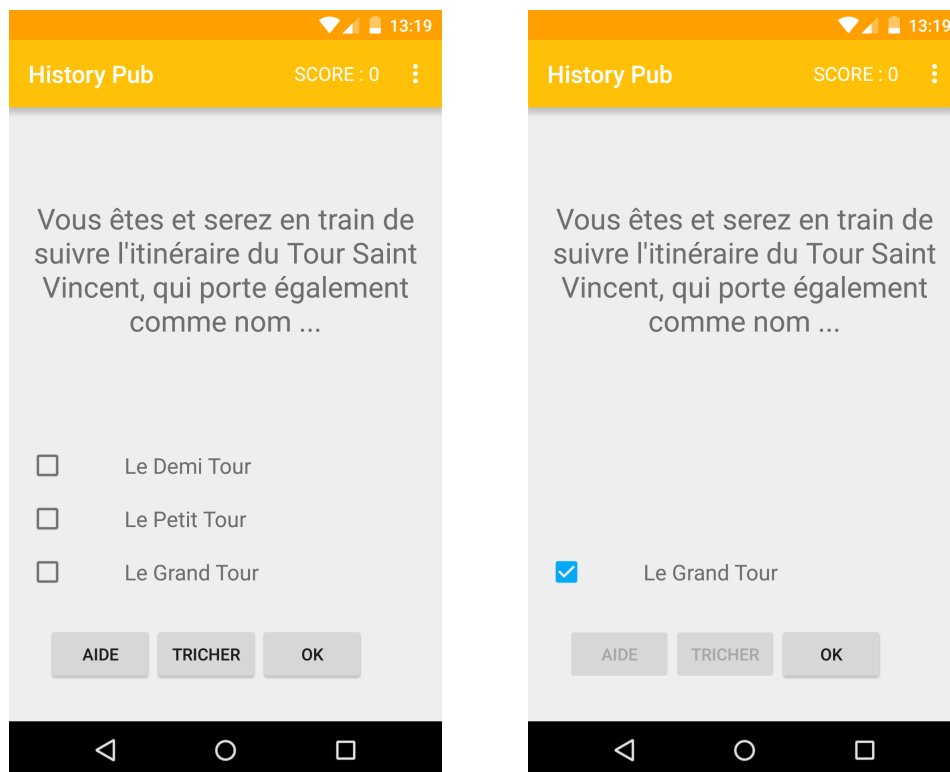 13:19
History Pub SCORE : 0
Vous êtes et serez en train de
suivre l'itinéraire du Tour Saint
Vincent, qui porte également
comme nom ...
Le Demi Tour
Le Petit Tour
Le Grand Tour
AIDE TRICHER OK
13:19
History Pub SCORE : 0
Vous êtes et serez en train de
suivre l'itinéraire du Tour Saint
Vincent, qui porte également
comme nom ...
Le Grand Tour
AIDE TRICHER OK